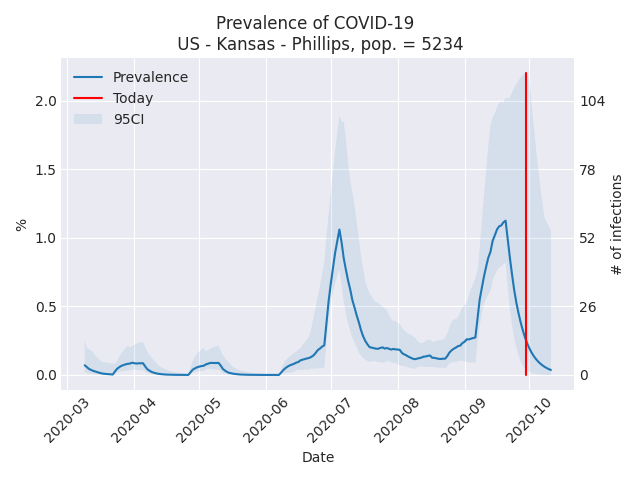 Prevalence of COVID-19
US - Kansas - Phillips, pop. = 5234
Prevalence
Today
95CI
%
2.0
1.5
1.0
0.5
0.0
104
78
52
26
0
# of infections
2020-03
2020-04
2020-05
2020-06
2020-07
2020-08
2020-09
2020-10
Date